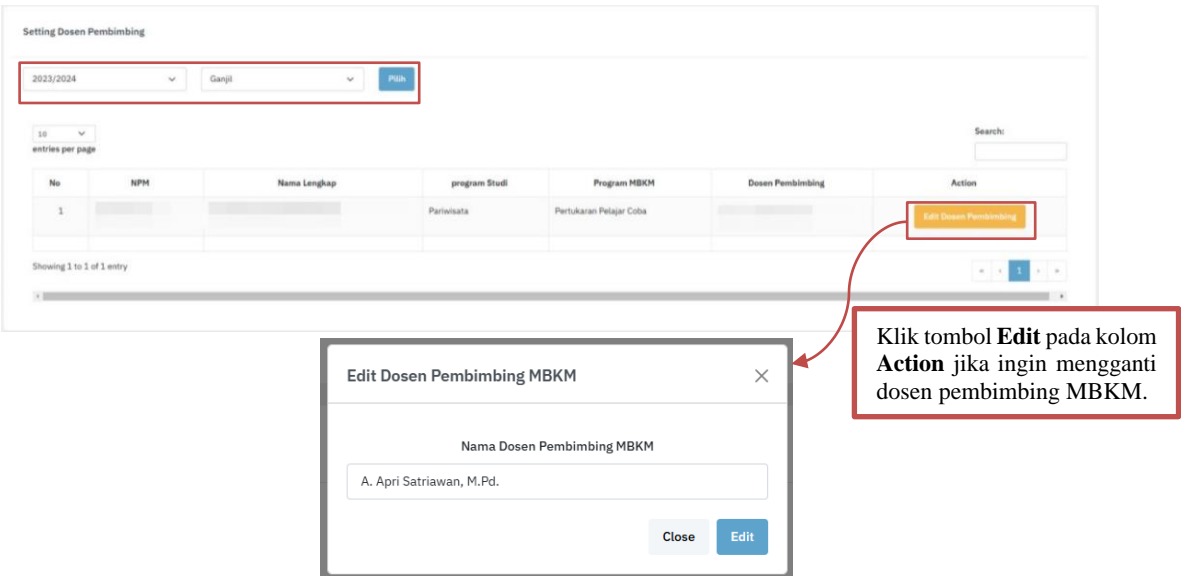 Setting Dosen Pembimbing
2023/2024 Ganjil Pilih
10
entries per page
Search:
No NPM Nama Lengkap program Studi Program MBKM Dosen Pembimbing Action
1 Pariwisata Pertukaran Pelajar Coba Edit Dosen Pembimbing
Showing 1 to 1 of 1 entry
« ‹ 1 › »
Klik tombol Edit pada kolom
Action jika ingin mengganti
dosen pembimbing MBKM.
Edit Dosen Pembimbing MBKM
Nama Dosen Pembimbing MBKM
A. Apri Satriawan, M.Pd.
Close Edit